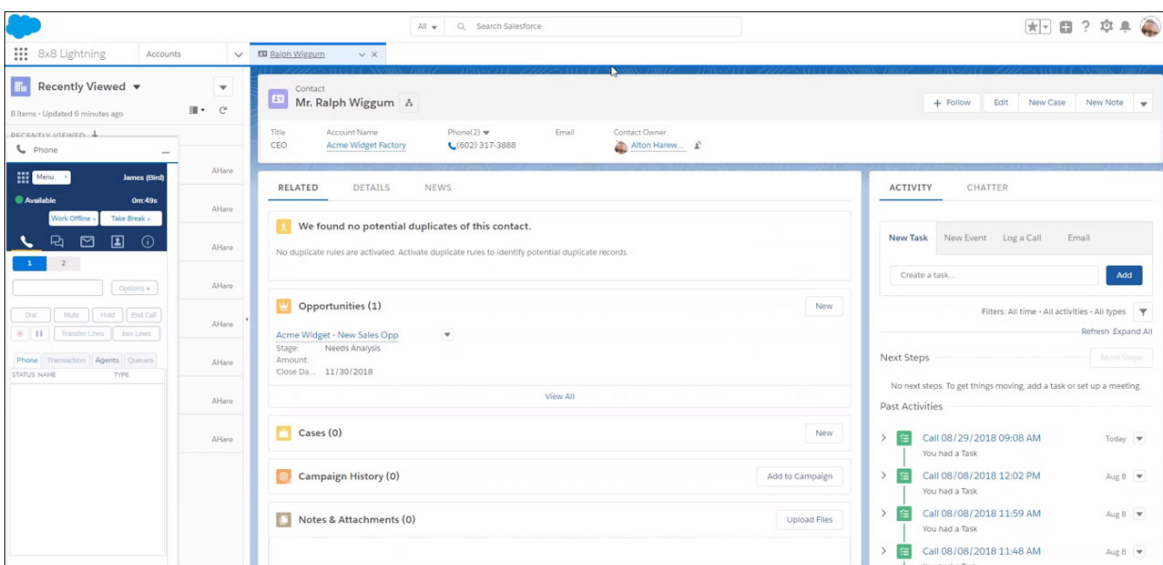 All Search Salesforce
8x8 Lightning Accounts Ralph Wiggum
Recently Viewed
8 items • Updated 6 minutes ago
RECENTLY VIEWED
Phone
Menu James (Bird)
Available 0m:49s
Work Offline Take Break
1 2
Options
Dial Mute Hold End Call
Transfer Lines Join Lines
Phone Transaction Agents Queues
STATUS NAME TYPE
AHare
AHare
AHare
AHare
AHare
AHare
AHare
AHare
Contact
Mr. Ralph Wiggum
+ Follow Edit New Case New Note
Title Account Name Phone(2) Email Contact Owner
CEO Acme Widget Factory (602) 317-3888 Alton Harew...
RELATED DETAILS NEWS
We found no potential duplicates of this contact.
No duplicate rules are activated. Activate duplicate rules to identify potential duplicate records.
Opportunities (1) New
Acme Widget - New Sales Opp
Stage: Needs Analysis
Amount:
Close Da... 11/30/2018
View All
Cases (0) New
Campaign History (0) Add to Campaign
Notes & Attachments (0) Upload Files
ACTIVITY CHATTER
New Task New Event Log a Call Email
Create a task... Add
Filters: All time • All activities • All types
Refresh Expand All
Next Steps More Steps
No next steps. To get things moving, add a task or set up a meeting.
Past Activities
Call 08/29/2018 09:08 AM Today
You had a Task
Call 08/08/2018 12:02 PM Aug 8
You had a Task
Call 08/08/2018 11:59 AM Aug 8
You had a Task
Call 08/08/2018 11:48 AM Aug 8